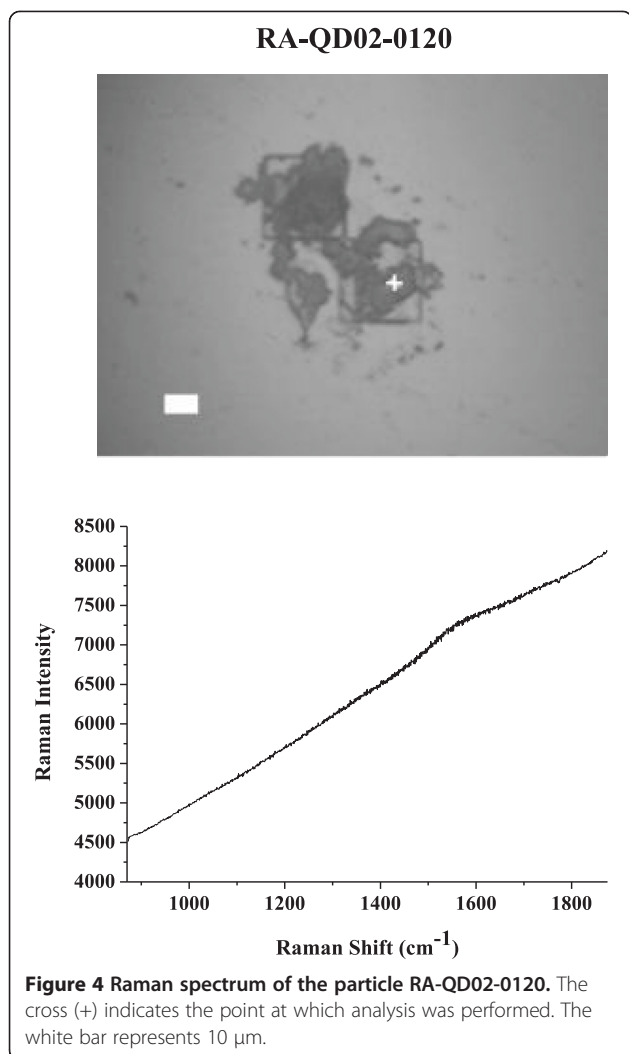 RA-QD02-0120
8500
8000
7500
7000
6500
6000
5500
5000
4500
4000
Raman Intensity
1000 1200 1400 1600 1800
Raman Shift (cm⁻¹)
Figure 4 Raman spectrum of the particle RA-QD02-0120. The
cross (+) indicates the point at which analysis was performed. The
white bar represents 10 μm.